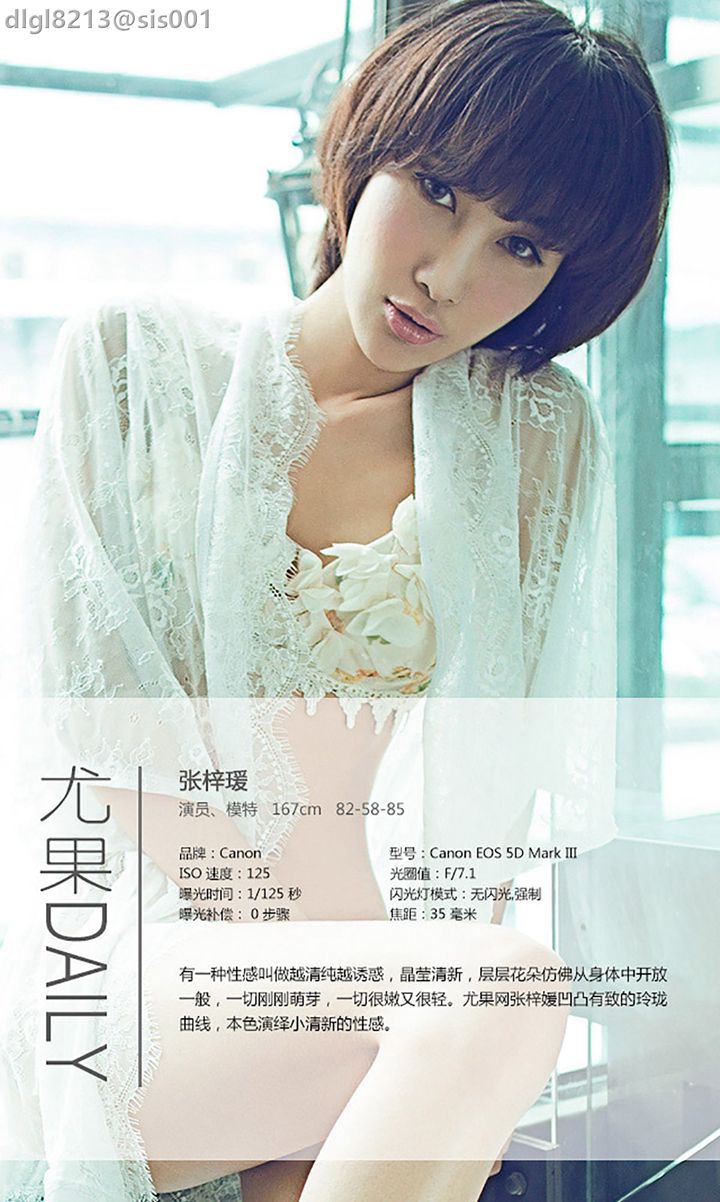 dlgl8213@sis001
尤果DAILY
张梓瑗
演员、模特 167cm 82-58-85
品牌：Canon 型号：Canon EOS 5D Mark III
ISO 速度：125 光圈值：F/7.1
曝光时间：1/125 秒 闪光灯模式：无闪光,强制
曝光补偿： 0 步骤 焦距：35 毫米
有一种性感叫做越清纯越诱惑，晶莹清新，层层花朵仿佛从身体中开放
一般，一切刚刚萌芽，一切很嫩又很轻。尤果网张梓媛凹凸有致的玲珑
曲线，本色演绎小清新的性感。